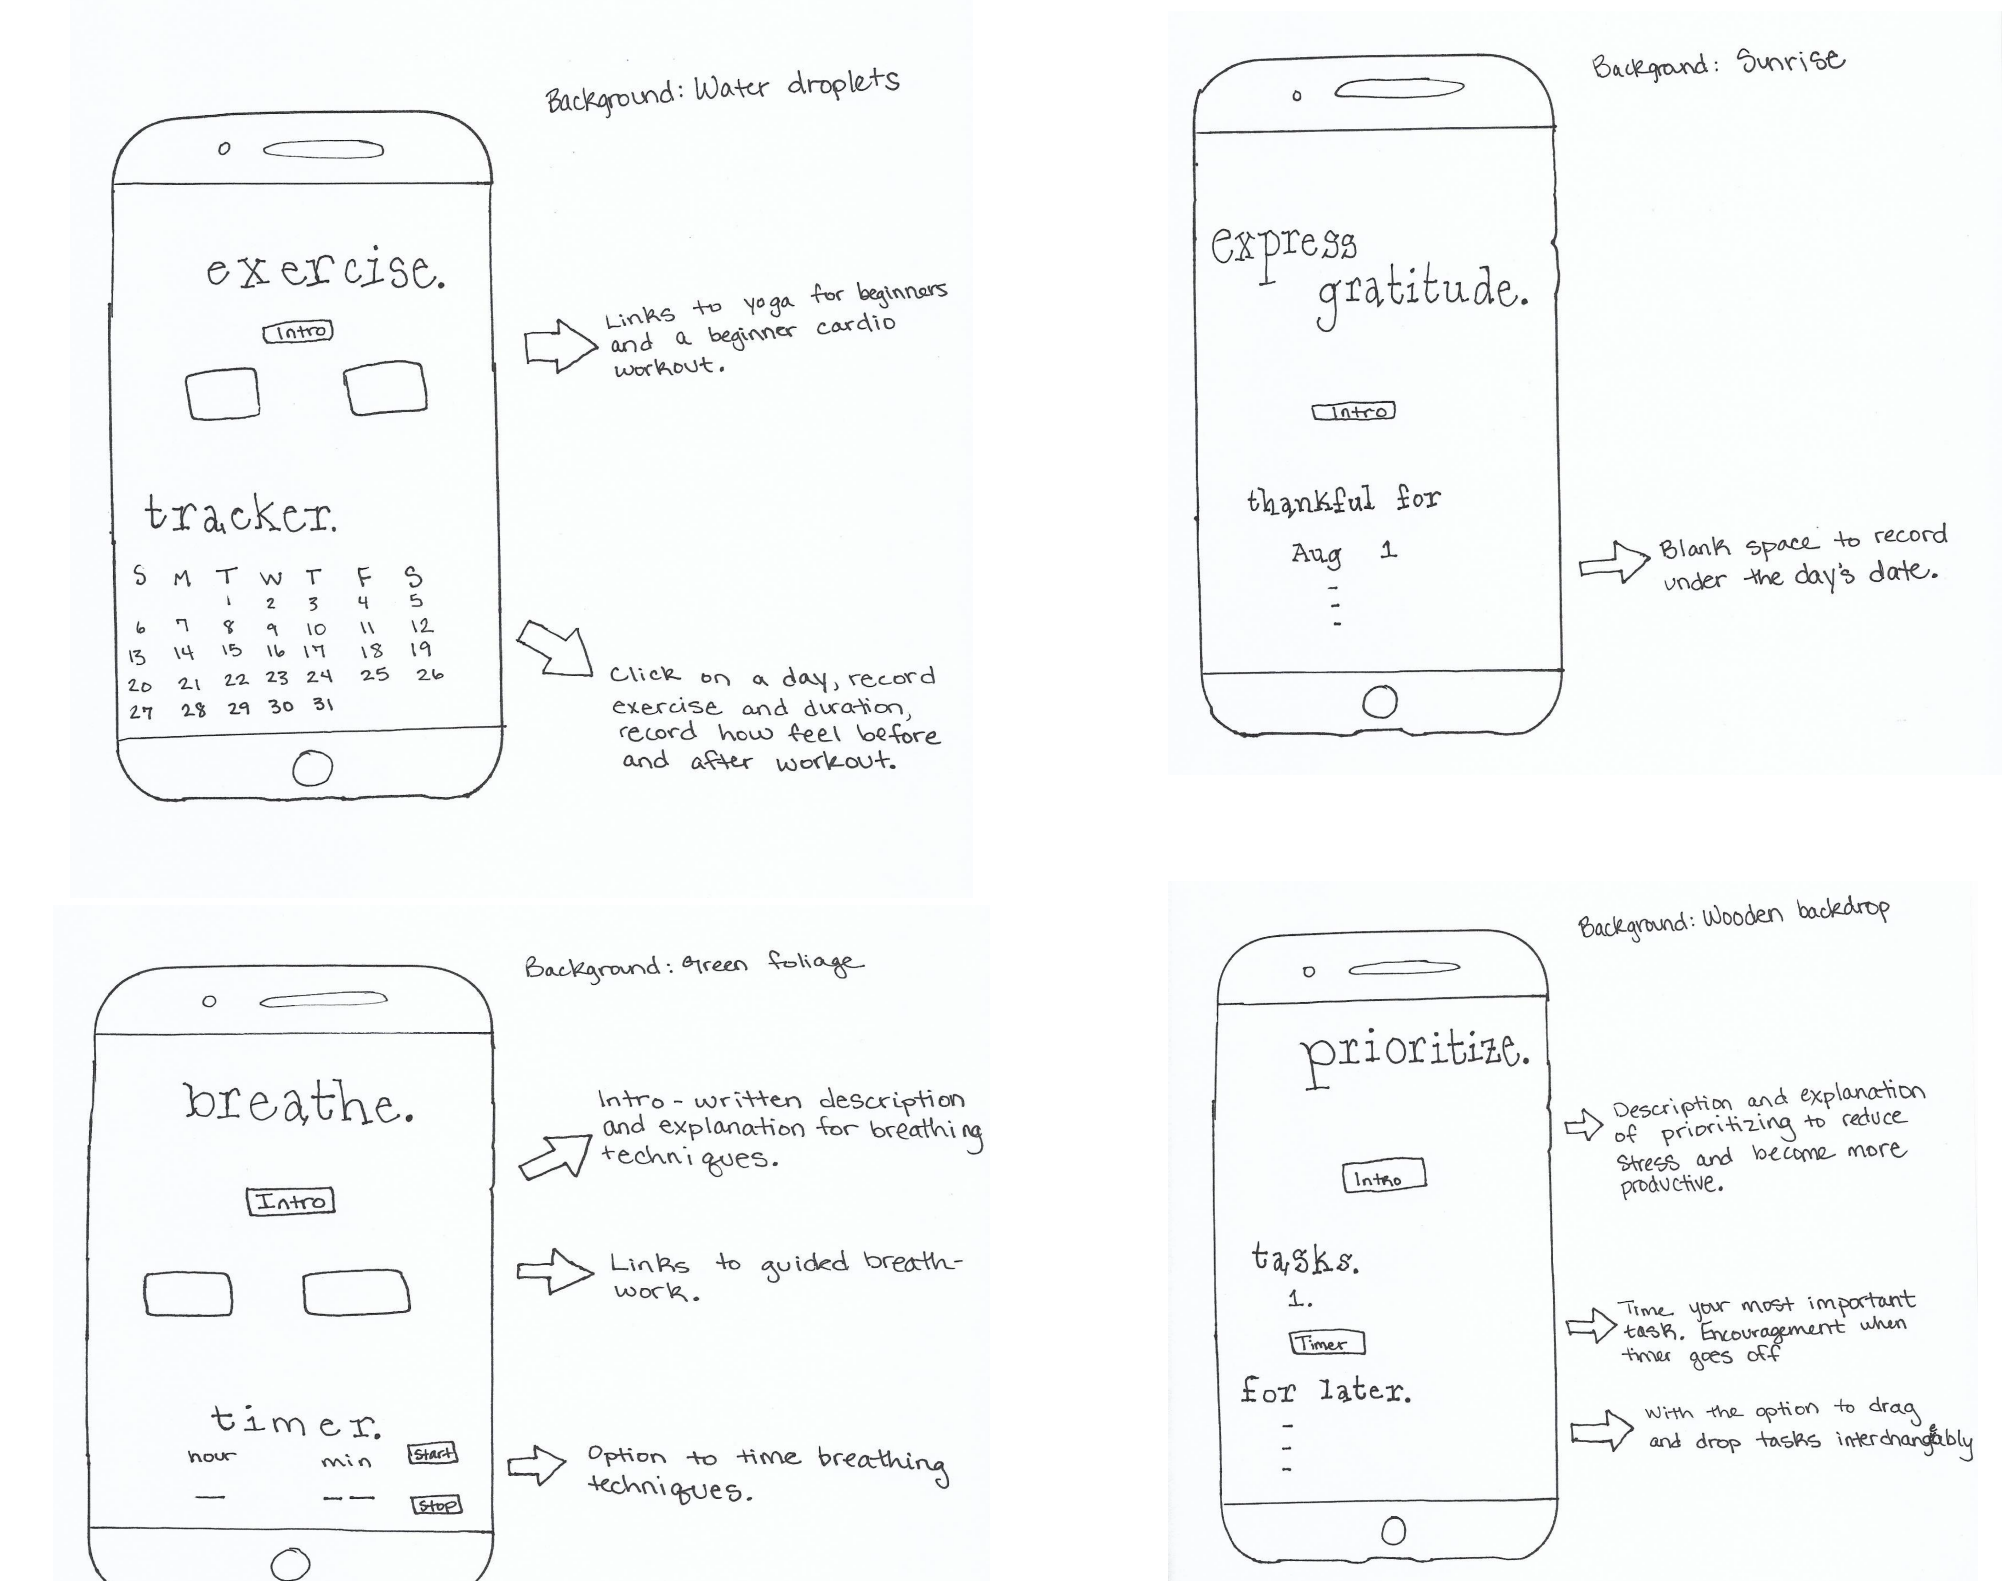 Background: Water droplets
exercise.
Intro
Links to yoga for beginners
and a beginner cardio
workout.
tracker.
S M T W T F S
1 2 3 4 5
6 7 8 9 10 11 12
13 14 15 16 17 18 19
20 21 22 23 24 25 26
27 28 29 30 31
Click on a day, record
exercise and duration,
record how feel before
and after workout.
Background: Sunrise
express
gratitude.
Intro
thankful for
Aug 1
-
-
-
Blank space to record
under the day's date.
Background: Green foliage
breathe.
Intro
Intro - written description
and explanation for breathing
techniques.
Links to guided breath-
work.
timer.
hour min Start
— — — Stop
Option to time breathing
techniques.
Background: Wooden backdrop
prioritize.
Intro
Description and explanation
of prioritizing to reduce
stress and become more
productive.
tasks.
1.
Timer
Time your most important
task. Encouragement when
timer goes off
for later.
-
-
-
With the option to drag
and drop tasks interchangeably